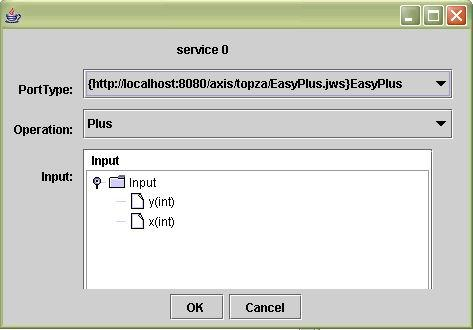 service 0
PortType: {http://localhost:8080/axis/topza/EasyPlus.jws}EasyPlus
Operation: Plus
Input: Input
Input
y(int)
x(int)
OK Cancel